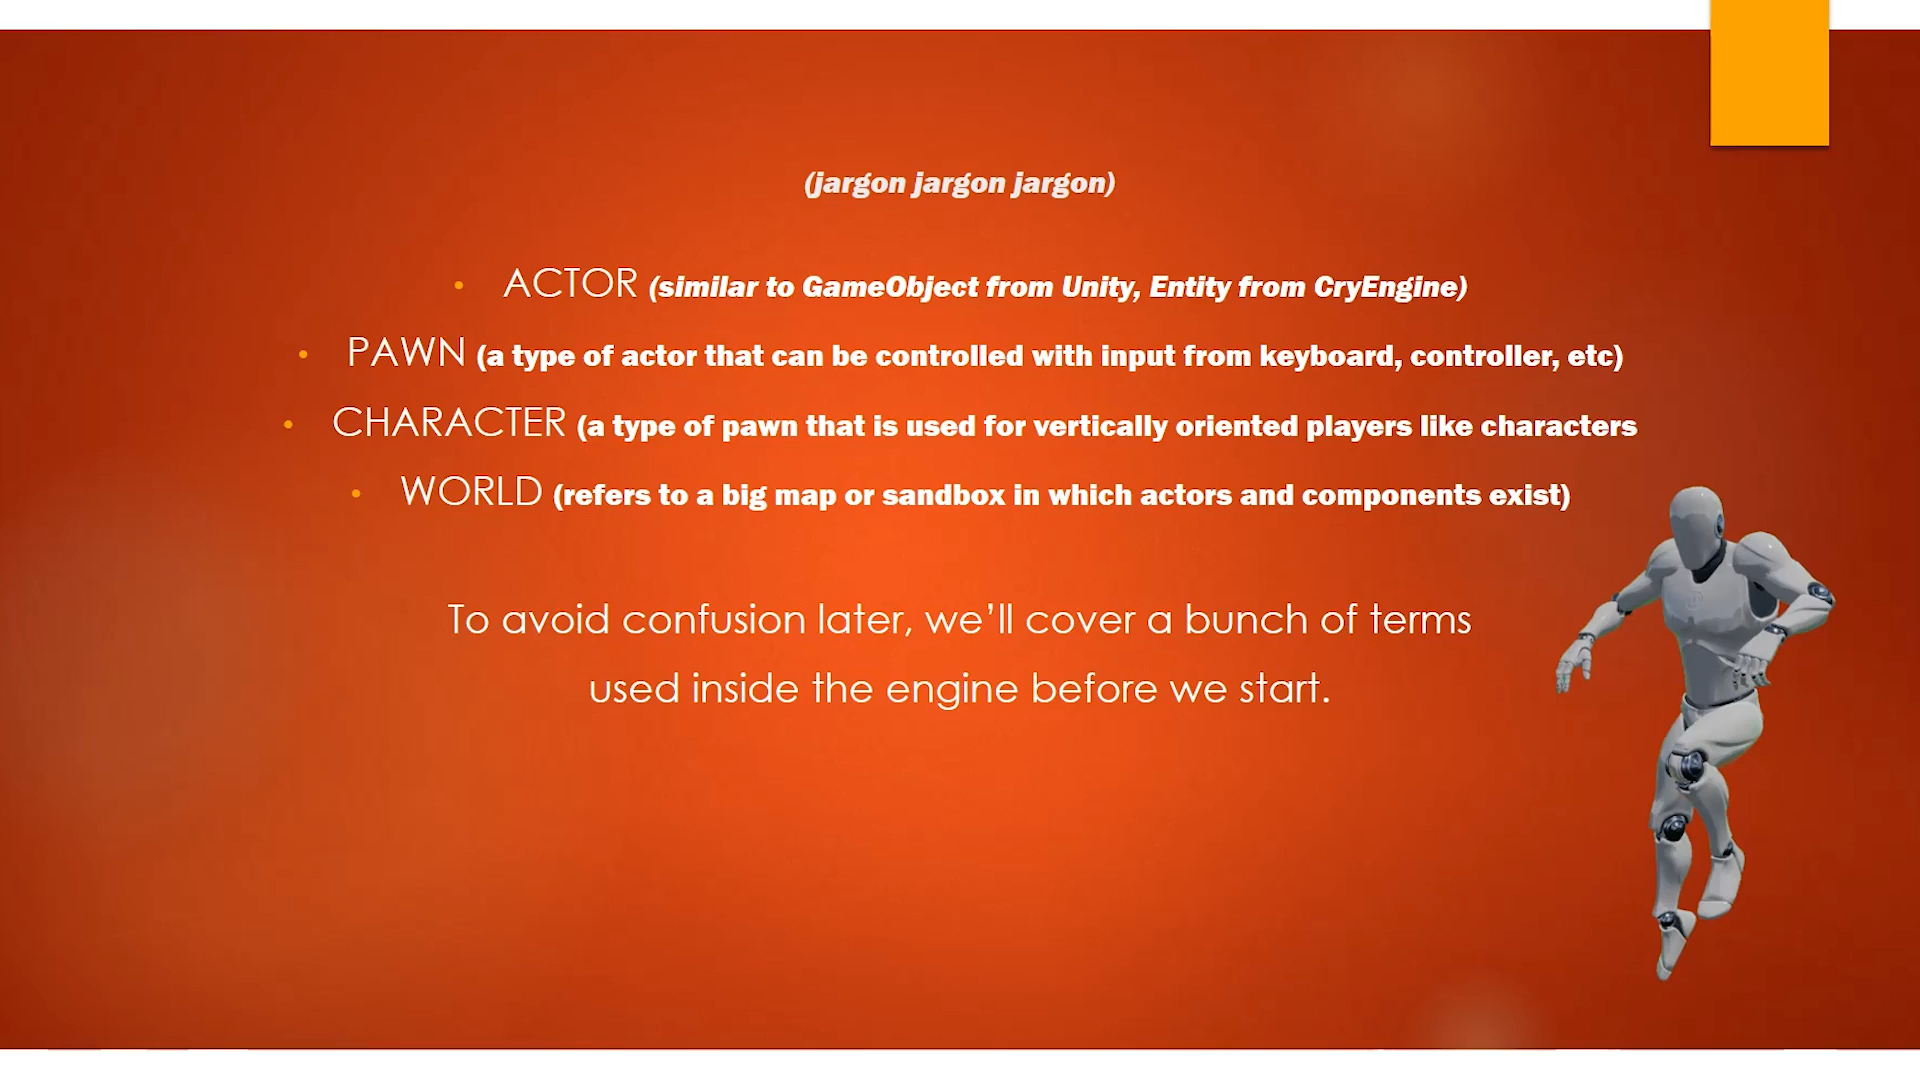 (jargon jargon jargon)
• ACTOR (similar to GameObject from Unity, Entity from CryEngine)
• PAWN (a type of actor that can be controlled with input from keyboard, controller, etc)
• CHARACTER (a type of pawn that is used for vertically oriented players like characters
• WORLD (refers to a big map or sandbox in which actors and components exist)
To avoid confusion later, we’ll cover a bunch of terms
used inside the engine before we start.